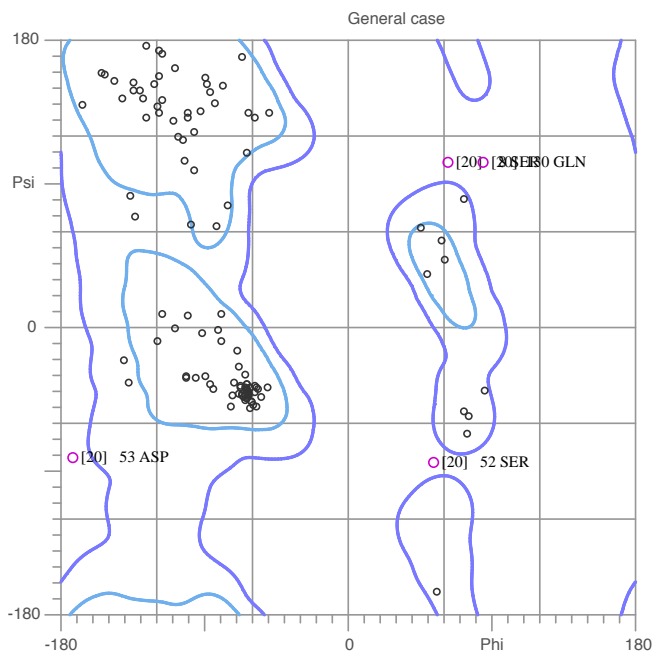 General case
180
[20] [20] 130 GLN
Psi
0
[20] 53 ASP
[20] 52 SER
-180
-180 0 Phi 180